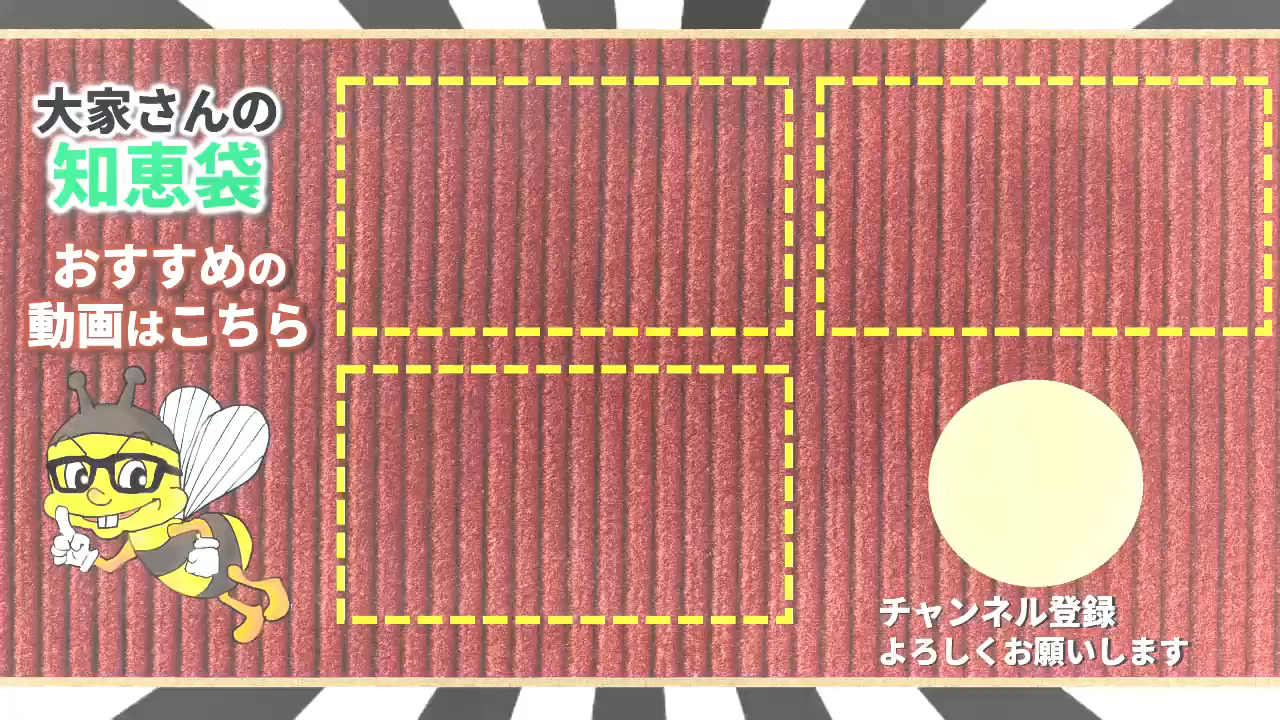 大家さんの
知恵袋
おすすめの
動画はこちら
チャンネル登録
よろしくお願いします